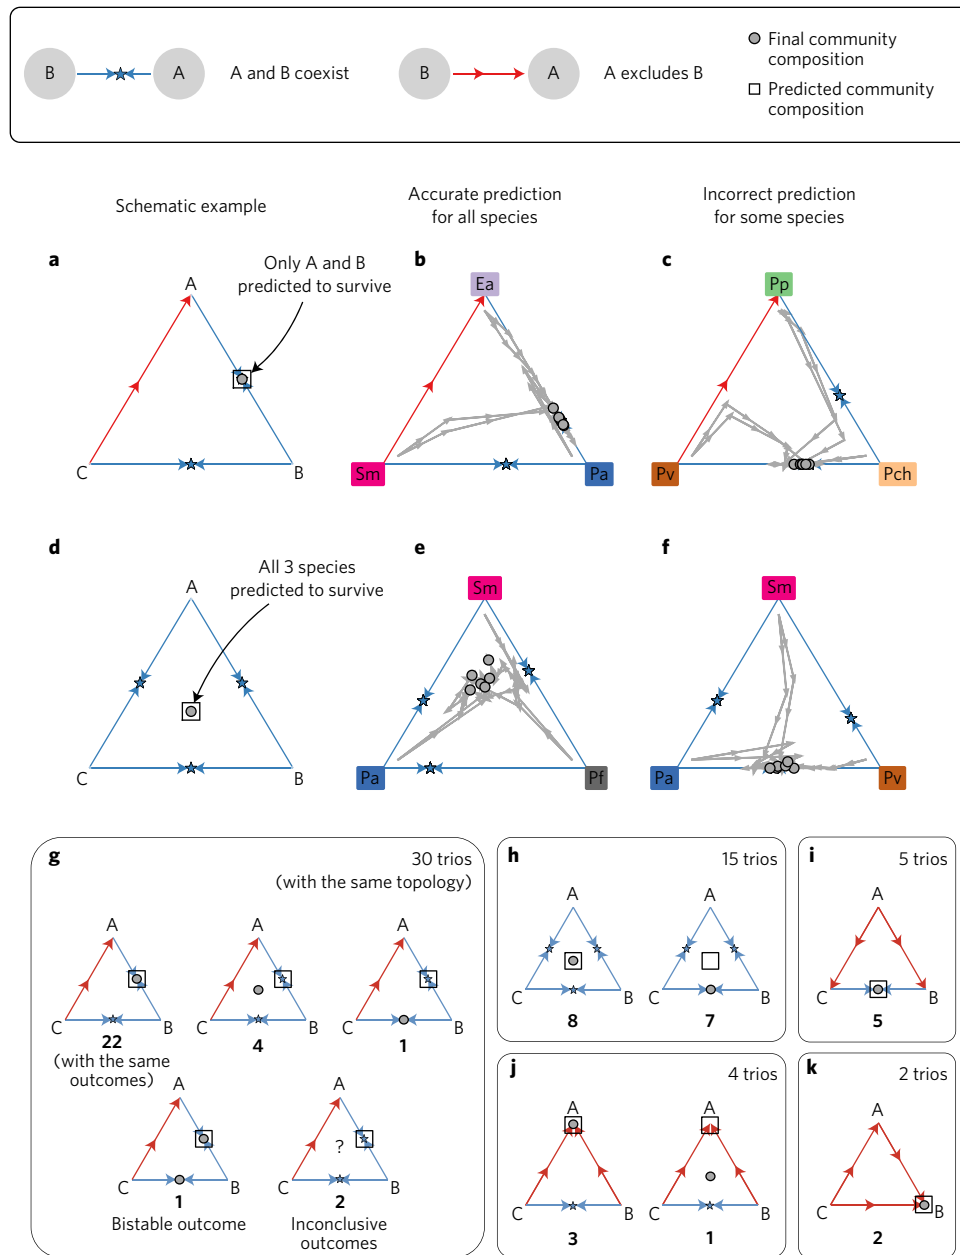 B
A
A and B coexist
B
A
A excludes B
Final community
composition
Predicted community
composition
Schematic example
Accurate prediction
for all species
Incorrect prediction
for some species
a
Only A and B
predicted to survive
A
C
B
b
Ea
Sm
Pa
c
Pp
Pv
Pch
d
All 3 species
predicted to survive
A
C
B
e
Sm
Pa
Pf
f
Sm
Pa
Pv
g
30 trios
(with the same topology)
A
C
B
22
(with the same
outcomes)
A
C
B
4
A
C
B
1
A
C
B
1
Bistable outcome
A
?
C
B
2
Inconclusive
outcomes
h
15 trios
A
C
B
8
A
C
B
7
i
5 trios
A
C
B
5
j
4 trios
A
C
B
3
A
C
B
1
k
2 trios
A
C
B
2